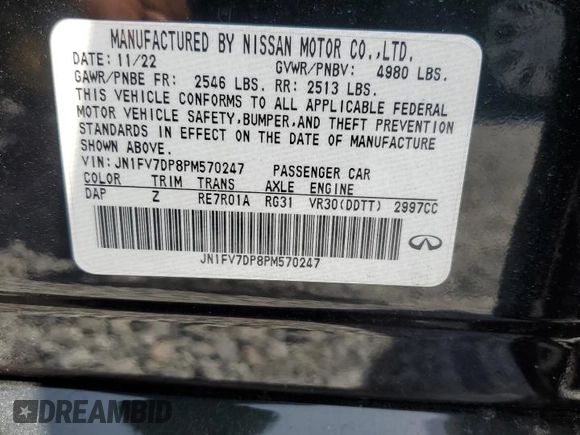 MANUFACTURED BY NISSAN MOTOR CO.,LTD.
DATE: 11/22 GVWR/PNBV: 4980 LBS.
GAWR/PNBE FR: 2546 LBS. RR: 2513 LBS.
THIS VEHICLE CONFORMS TO ALL APPLICABLE FEDERAL
MOTOR VEHICLE SAFETY,BUMPER,AND THEFT PREVENTION
STANDARDS IN EFFECT ON THE DATE OF MANUFACTURE
SHOWN ABOVE.
VIN: JN1FV7DP8PM570247 PASSENGER CAR
COLOR TRIM TRANS AXLE ENGINE
DAP Z RE7R01A RG31 VR30(DDTT) 2997CC
JN1FV7DP8PM570247
DREAMBID